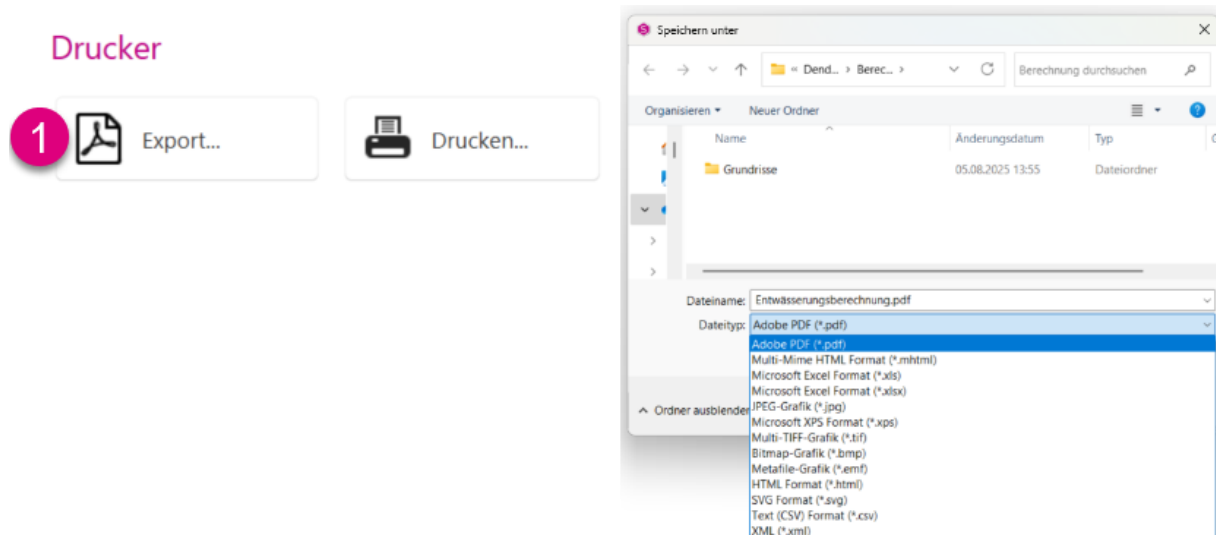 Drucker
1
Export...
Drucken...
Speichern unter
« Dend... › Berec... ›
Berechnung durchsuchen
Organisieren
Neuer Ordner
?
Name
Änderungsdatum
Typ
Grundrisse
05.08.2025 13:55
Dateiordner
Dateiname:
Entwässerungsberechnung.pdf
Dateityp:
Adobe PDF (*.pdf)
Adobe PDF (*.pdf)
Multi-Mime HTML Format (*.mhtml)
Microsoft Excel Format (*.xls)
Microsoft Excel Format (*.xlsx)
JPEG-Grafik (*.jpg)
Microsoft XPS Format (*.xps)
Multi-TIFF-Grafik (*.tif)
Bitmap-Grafik (*.bmp)
Metafile-Grafik (*.emf)
HTML Format (*.html)
SVG Format (*.svg)
Text (CSV) Format (*.csv)
XML (*.xml)
Ordner ausblenden